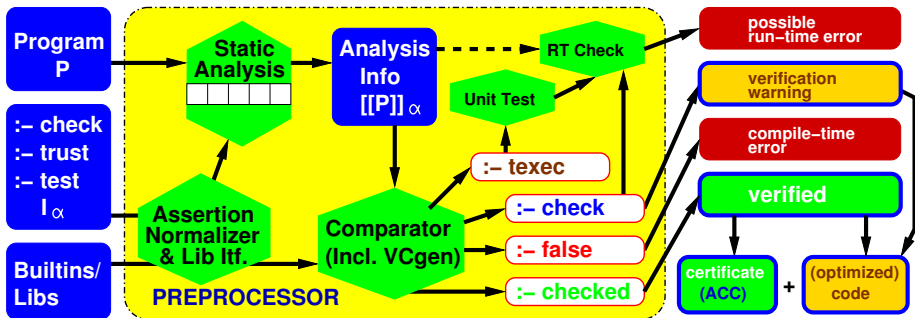 Program
P
:− check
:− trust
:− test
I α
Builtins/
Libs
Static
Analysis
Assertion
Normalizer
& Lib Itf.
PREPROCESSOR
Analysis
Info
[[P]] α
RT Check
Unit Test
Comparator
(Incl. VCgen)
:− texec
:− check
:− false
:− checked
possible
run−time error
verification
warning
compile−time
error
verified
certificate
(ACC)
+
(optimized)
code